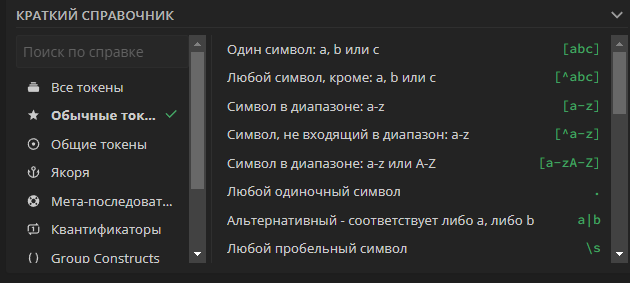 КРАТКИЙ СПРАВОЧНИК
Поиск по справке
Все токены
Обычные ток...
Общие токены
Якоря
Мета-последоват...
Квантификаторы
Group Constructs
Один символ: a, b или c [abc]
Любой символ, кроме: a, b или c [^abc]
Символ в диапазоне: a-z [a-z]
Символ, не входящий в диапазон: a-z [^a-z]
Символ в диапазоне: a-z или A-Z [a-zA-Z]
Любой одиночный символ .
Альтернативный - соответствует либо a, либо b a|b
Любой пробельный символ \s